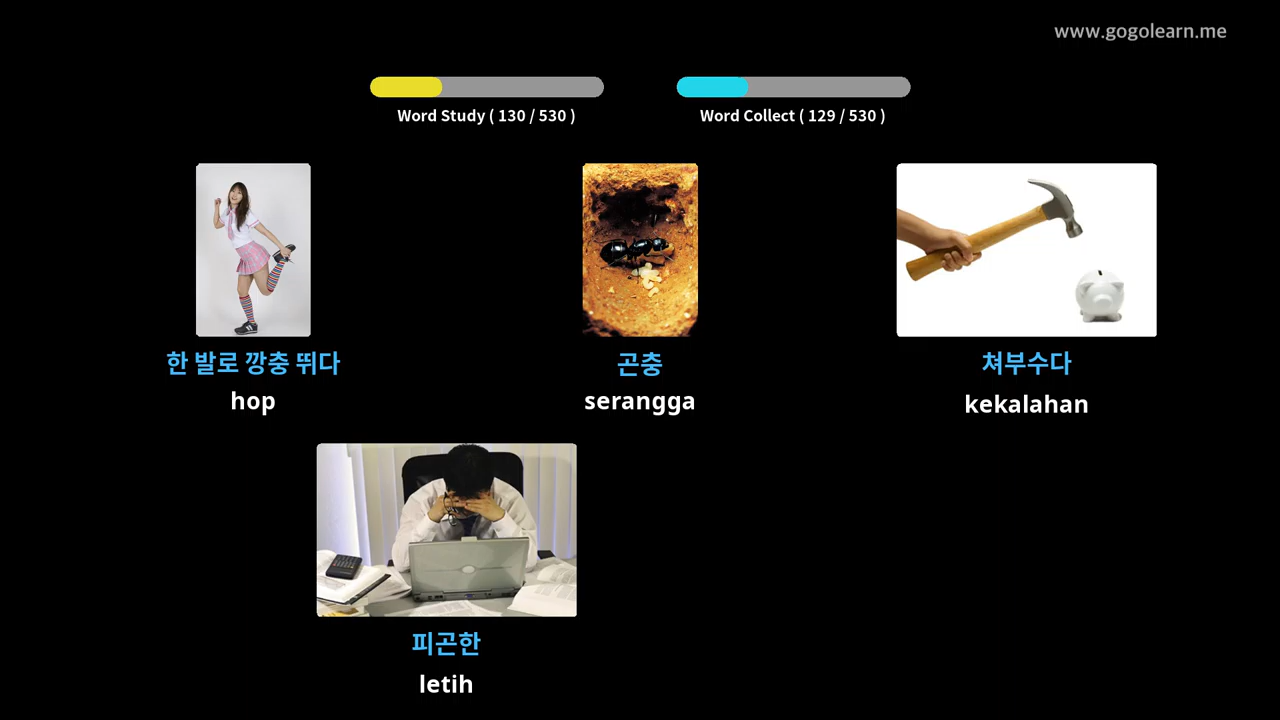 www.gogolearn.me
Word Study ( 130 / 530 )
Word Collect ( 129 / 530 )
한 발로 깡충 뛰다
hop
곤충
serangga
쳐부수다
kekalahan
피곤한
letih